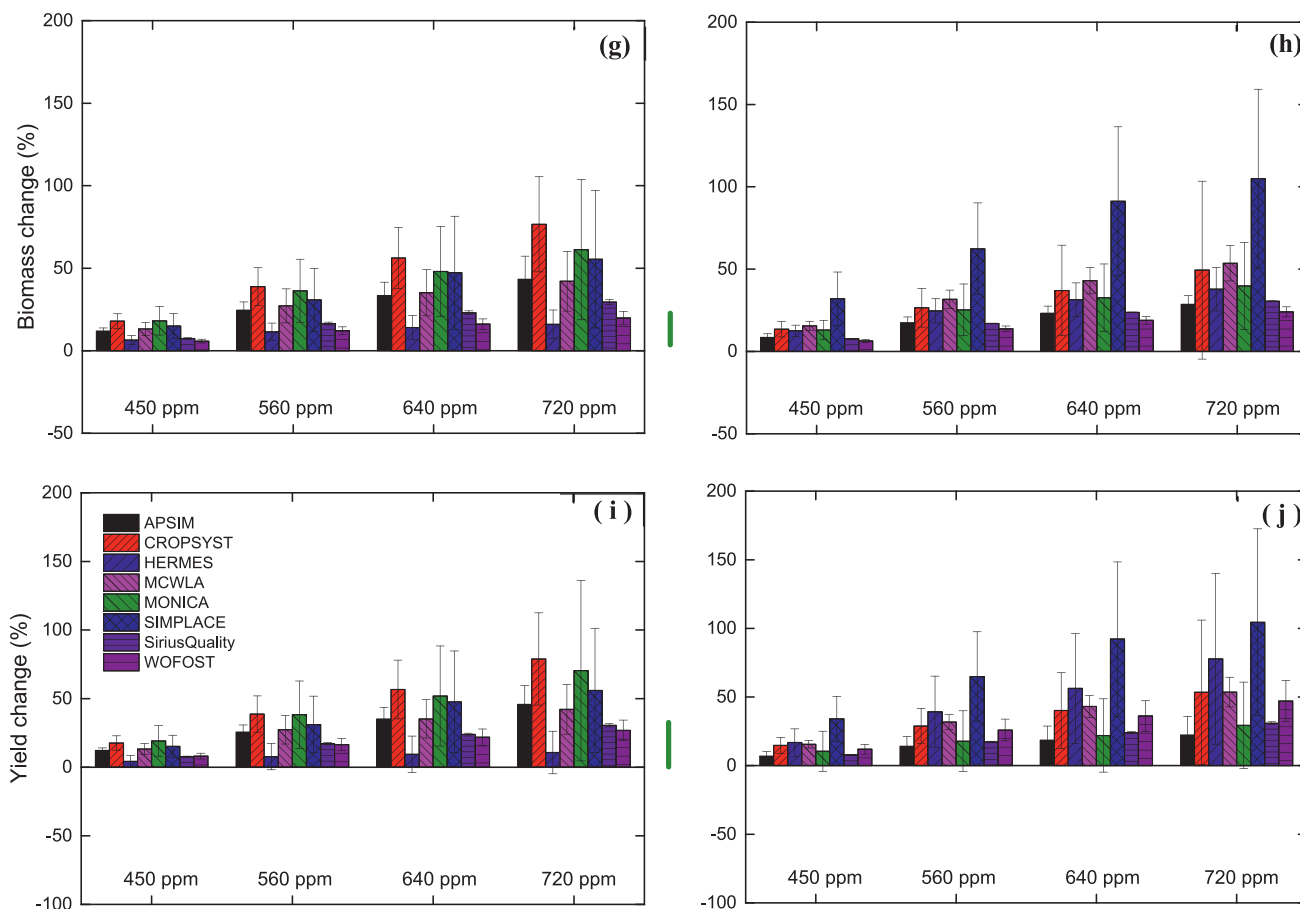 200
150
100
50
0
-50
Biomass change (%)
(g)
450 ppm
560 ppm
640 ppm
720 ppm
200
150
100
50
0
-50
(h)
450 ppm
560 ppm
640 ppm
720 ppm
200
150
100
50
0
-50
-100
Yield change (%)
( i )
APSIM
CROPSYST
HERMES
MCWLA
MONICA
SIMPLACE
SiriusQuality
WOFOST
450 ppm
560 ppm
640 ppm
720 ppm
200
150
100
50
0
-50
-100
( j )
450 ppm
560 ppm
640 ppm
720 ppm